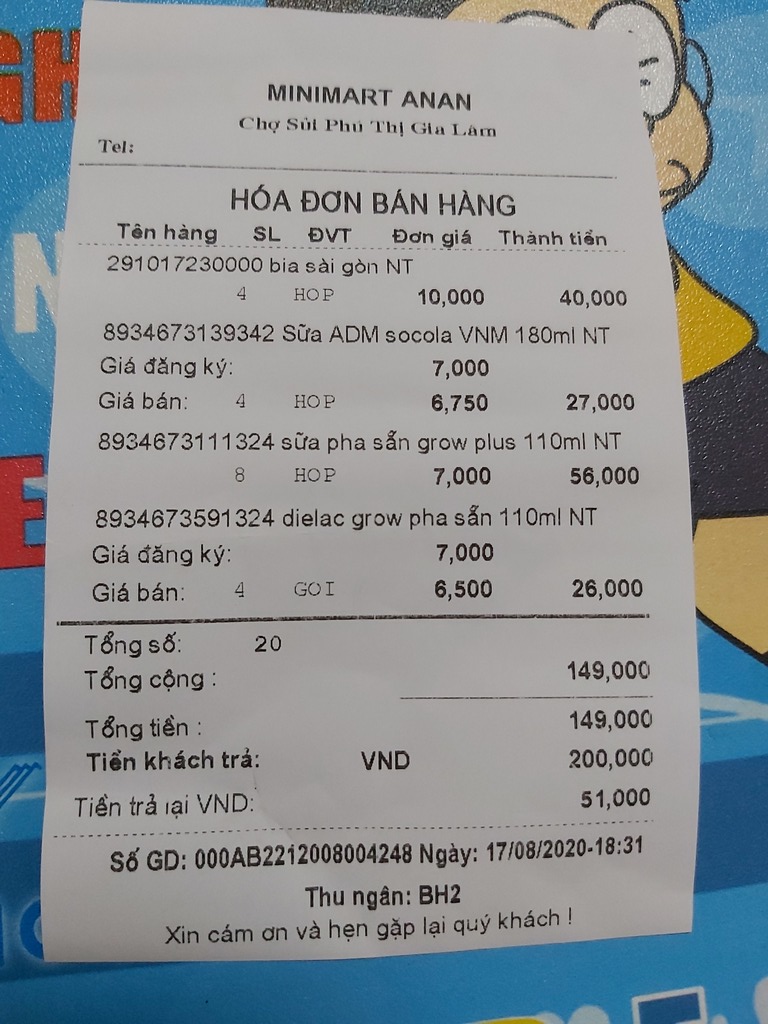 MINIMART ANAN
Chợ Sủi Phú Thị Gia Lâm
Tel:
HÓA ĐƠN BÁN HÀNG
Tên hàng SL ĐVT Đơn giá Thành tiền
291017230000 bia sài gòn NT
4 HOP 10,000 40,000
8934673139342 Sữa ADM socola VNM 180ml NT
Giá đăng ký: 7,000
Giá bán: 4 HOP 6,750 27,000
8934673111324 sữa pha sẵn grow plus 110ml NT
8 HOP 7,000 56,000
8934673591324 dielac grow pha sẵn 110ml NT
Giá đăng ký: 7,000
Giá bán: 4 GOI 6,500 26,000
Tổng số: 20
Tổng cộng : 149,000
Tổng tiền : 149,000
Tiền khách trả: VND 200,000
Tiền trả lại VND: 51,000
Số GD: 000AB2212008004248 Ngày: 17/08/2020-18:31
Thu ngân: BH2
Xin cám ơn và hẹn gặp lại quý khách !